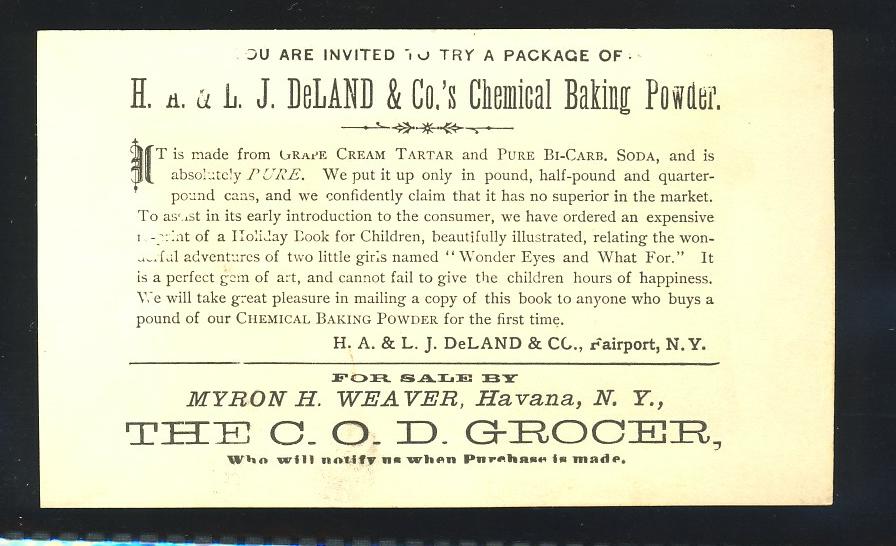 YOU ARE INVITED TO TRY A PACKAGE OF
H. A. & L. J. DeLAND & Co.'s Chemical Baking Powder.
IT is made from GRAPE CREAM TARTAR and PURE BI-CARB. SODA, and is
absolutely PURE. We put it up only in pound, half-pound and quarter-
pound cans, and we confidently claim that it has no superior in the market.
To assist in its early introduction to the consumer, we have ordered an expensive
re-print of a Holiday Book for Children, beautifully illustrated, relating the won-
derful adventures of two little girls named "Wonder Eyes and What For." It
is a perfect gem of art, and cannot fail to give the children hours of happiness.
We will take great pleasure in mailing a copy of this book to anyone who buys a
pound of our CHEMICAL BAKING POWDER for the first time.
H. A. & L. J. DeLAND & CO., Fairport, N. Y.
FOR SALE BY
MYRON H. WEAVER, Havana, N. Y.,
THE C. O. D. GROCER,
Who will notify us when Purchase is made.